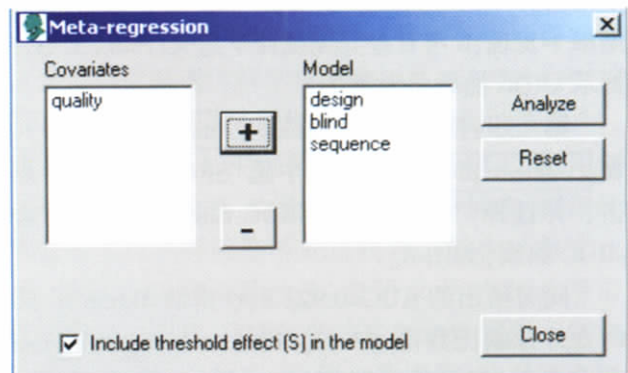 Meta-regression
Covariates
Model
quality
design
blind
sequence
+
-
Analyze
Reset
Include threshold effect (S) in the model
Close